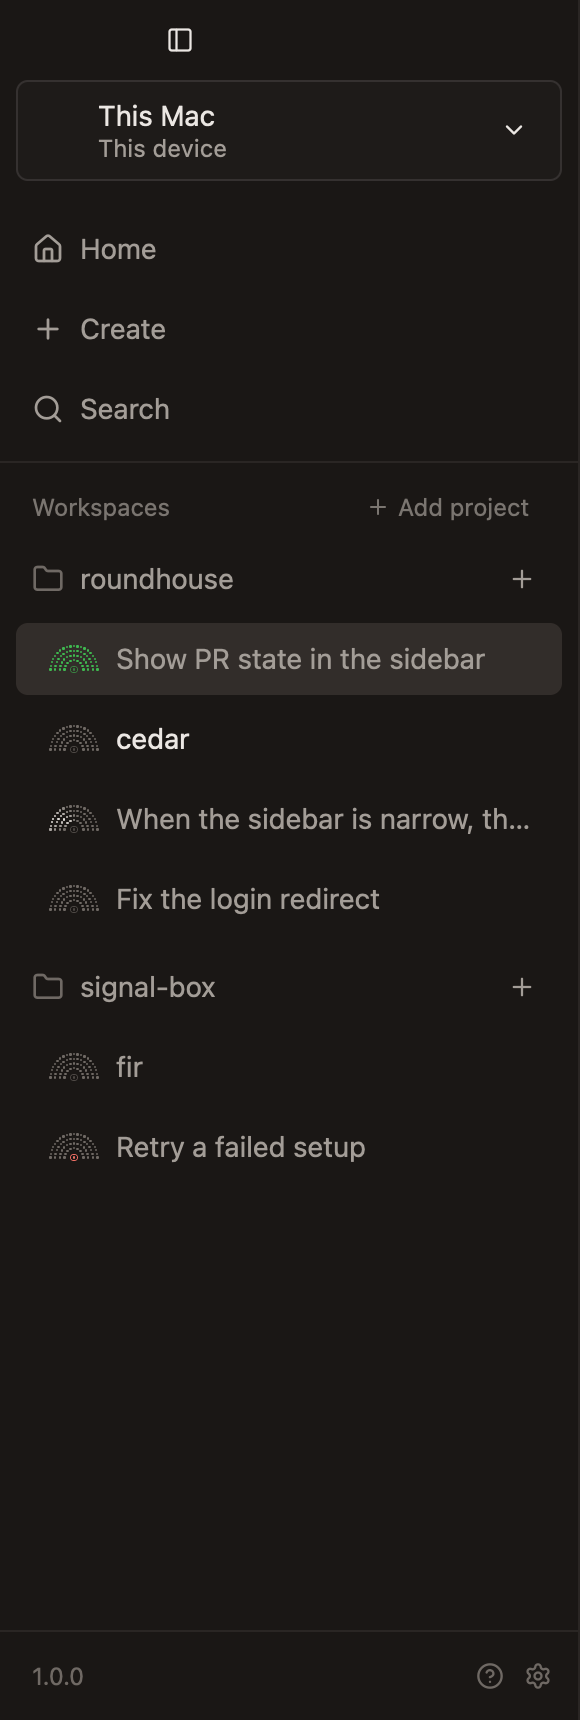 This Mac
This device
Home
Create
Search
Workspaces
+ Add project
roundhouse
Show PR state in the sidebar
cedar
When the sidebar is narrow, th...
Fix the login redirect
signal-box
fir
Retry a failed setup
1.0.0